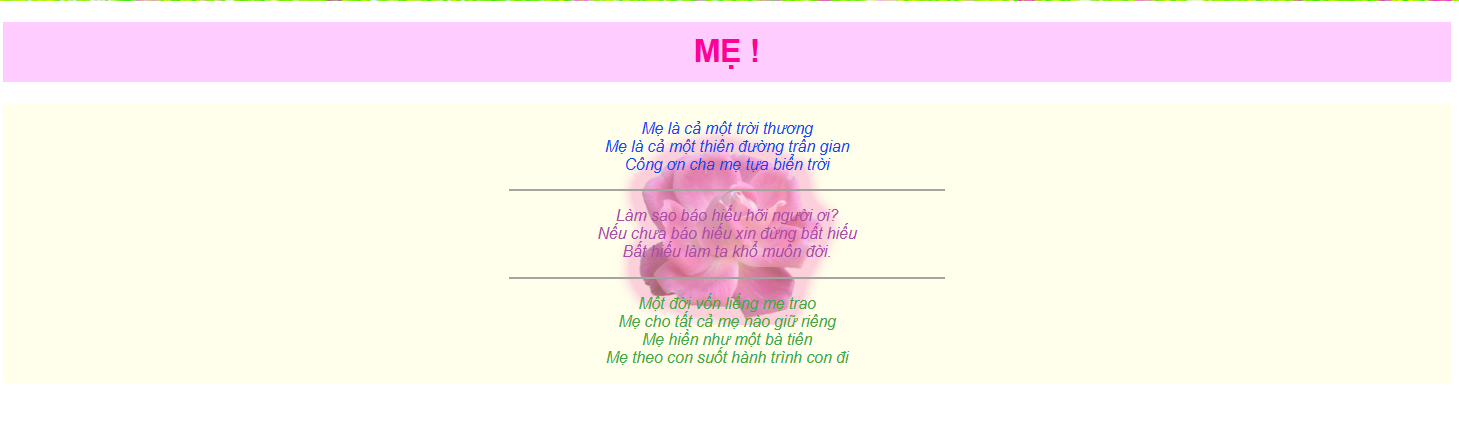 MẸ !
Mẹ là cả một trời thương
Mẹ là cả một thiên đường trần gian
Công ơn cha mẹ tựa biển trời
Làm sao báo hiếu hỡi người ơi?
Nếu chưa báo hiếu xin đừng bất hiếu
Bất hiếu làm ta khổ muôn đời.
Một đời vốn liếng mẹ trao
Mẹ cho tất cả mẹ nào giữ riêng
Mẹ hiền như một bà tiên
Mẹ theo con suốt hành trình con đi